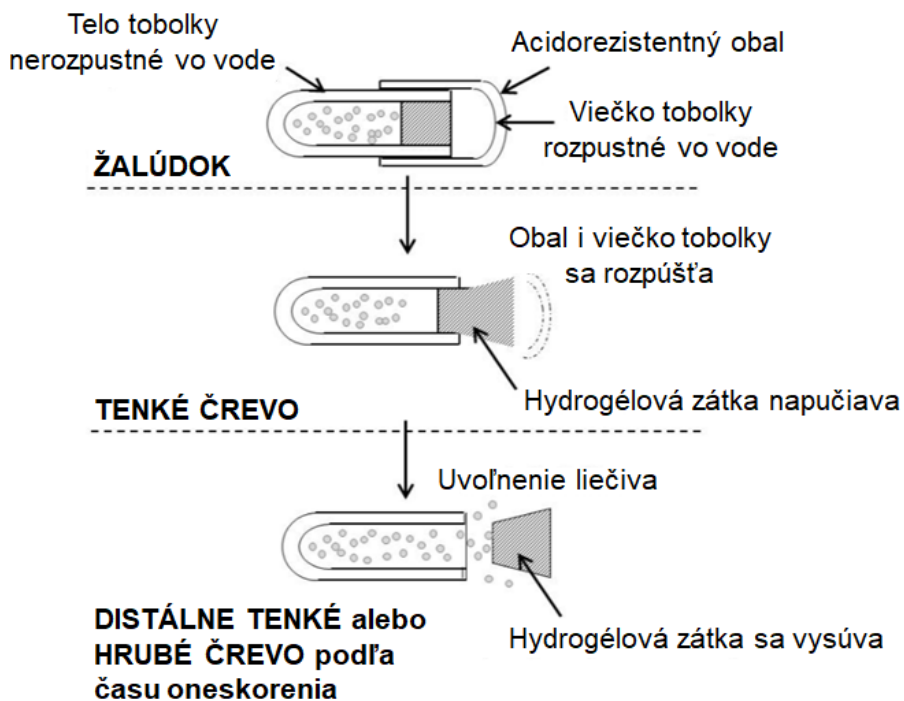 Telo tobolky
nerozpustné vo vode
Acidorezistentný obal
Viečko tobolky
rozpustné vo vode
ŽALÚDOK
Obal i viečko tobolky
sa rozpúšťa
Hydrogélová zátka napučiava
TENKÉ ČREVO
Uvoľnenie liečiva
Hydrogélová zátka sa vysúva
DISTÁLNE TENKÉ alebo
HRUBÉ ČREVO podľa
času oneskorenia